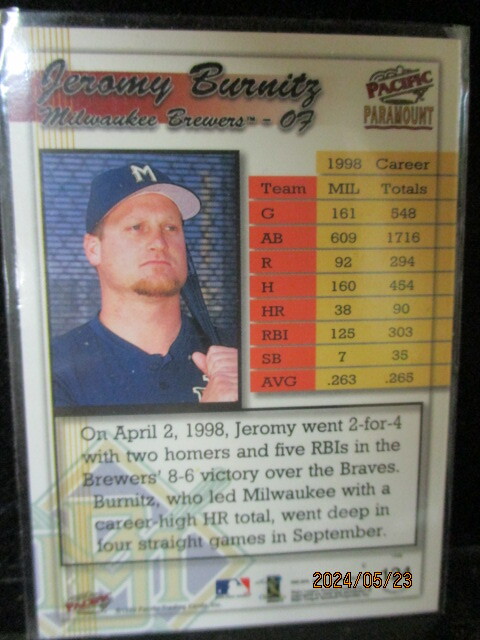 Jeromy Burnitz
Milwaukee Brewers™ - OF
PACIFIC
PARAMOUNT
1998 Career
Team MIL Totals
G 161 548
AB 609 1716
R 92 294
H 160 454
HR 38 90
RBI 125 303
SB 7 35
AVG .263 .265
M
On April 2, 1998, Jeromy went 2-for-4
with two homers and five RBIs in the
Brewers' 8-6 victory over the Braves.
Burnitz, who led Milwaukee with a
career-high HR total, went deep in
four straight games in September.
PACIFIC
2024/05/23